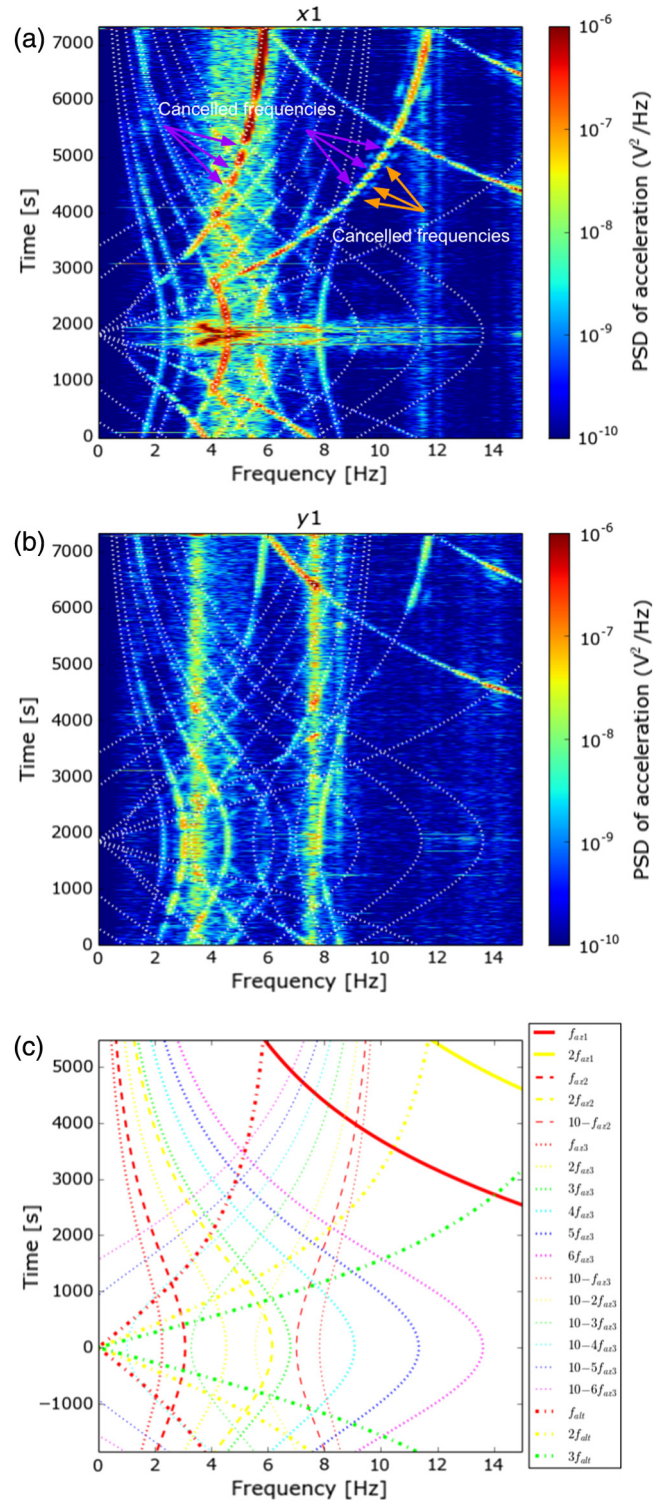 (a)
x1
7000
6000
5000
4000
3000
2000
1000
0
Time [s]
Cancelled frequencies
Cancelled frequencies
0 2 4 6 8 10 12 14
Frequency [Hz]
10^-6
10^-7
10^-8
10^-9
10^-10
PSD of acceleration (V^2/Hz)
(b)
y1
7000
6000
5000
4000
3000
2000
1000
0
Time [s]
0 2 4 6 8 10 12 14
Frequency [Hz]
10^-6
10^-7
10^-8
10^-9
10^-10
PSD of acceleration (V^2/Hz)
(c)
5000
4000
3000
2000
1000
0
−1000
Time [s]
0 2 4 6 8 10 12 14
Frequency [Hz]
f_az1
2f_az1
f_az2
2f_az2
10−f_az2
f_az3
2f_az3
3f_az3
4f_az3
5f_az3
6f_az3
10−f_az3
10−2f_az3
10−3f_az3
10−4f_az3
10−5f_az3
10−6f_az3
f_alt
2f_alt
3f_alt